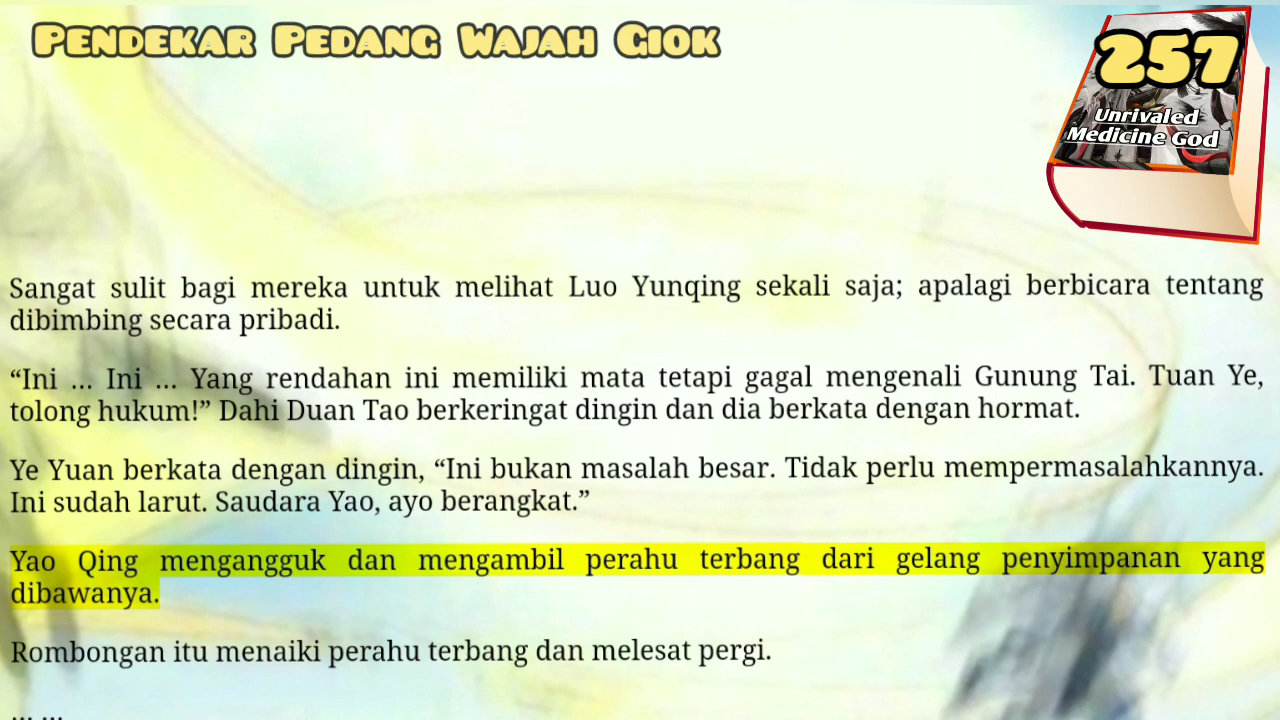 Pendekar Pedang Wajah Giok
257
Unrivaled
Medicine God
Sangat sulit bagi mereka untuk melihat Luo Yunqing sekali saja; apalagi berbicara tentang
dibimbing secara pribadi.
“Ini ... Ini ... Yang rendahan ini memiliki mata tetapi gagal mengenali Gunung Tai. Tuan Ye,
tolong hukum!” Dahi Duan Tao berkeringat dingin dan dia berkata dengan hormat.
Ye Yuan berkata dengan dingin, “Ini bukan masalah besar. Tidak perlu mempermasalahkannya.
Ini sudah larut. Saudara Yao, ayo berangkat.”
Yao Qing mengangguk dan mengambil perahu terbang dari gelang penyimpanan yang
dibawanya.
Rombongan itu menaiki perahu terbang dan melesat pergi.
... ...